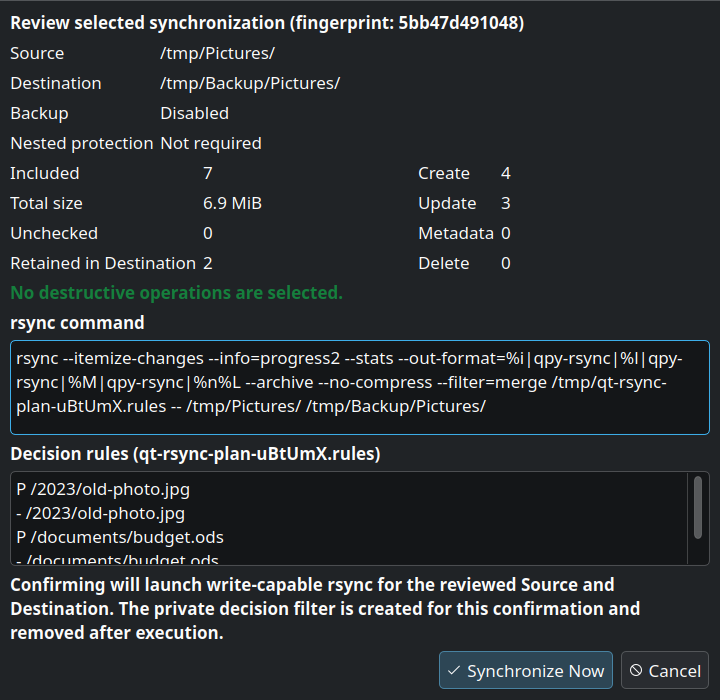 Review selected synchronization (fingerprint: 5bb47d491048)
Source /tmp/Pictures/
Destination /tmp/Backup/Pictures/
Backup Disabled
Nested protection Not required
Included 7 Create 4
Total size 6.9 MiB Update 3
Unchecked 0 Metadata 0
Retained in Destination 2 Delete 0
No destructive operations are selected.
rsync command
rsync --itemize-changes --info=progress2 --stats --out-format=%i|qpy-rsync|%l|qpy-
rsync|%M|qpy-rsync|%n%L --archive --no-compress --filter=merge /tmp/qt-rsync-
plan-uBtUmX.rules -- /tmp/Pictures/ /tmp/Backup/Pictures/
Decision rules (qt-rsync-plan-uBtUmX.rules)
P /2023/old-photo.jpg
- /2023/old-photo.jpg
P /documents/budget.ods
- /documents/budget.ods
Confirming will launch write-capable rsync for the reviewed Source and
Destination. The private decision filter is created for this confirmation and
removed after execution.
Synchronize Now Cancel